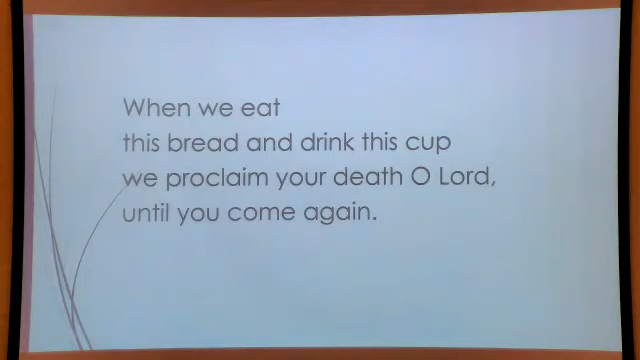 When we eat
this bread and drink this cup
we proclaim your death O Lord,
until you come again.